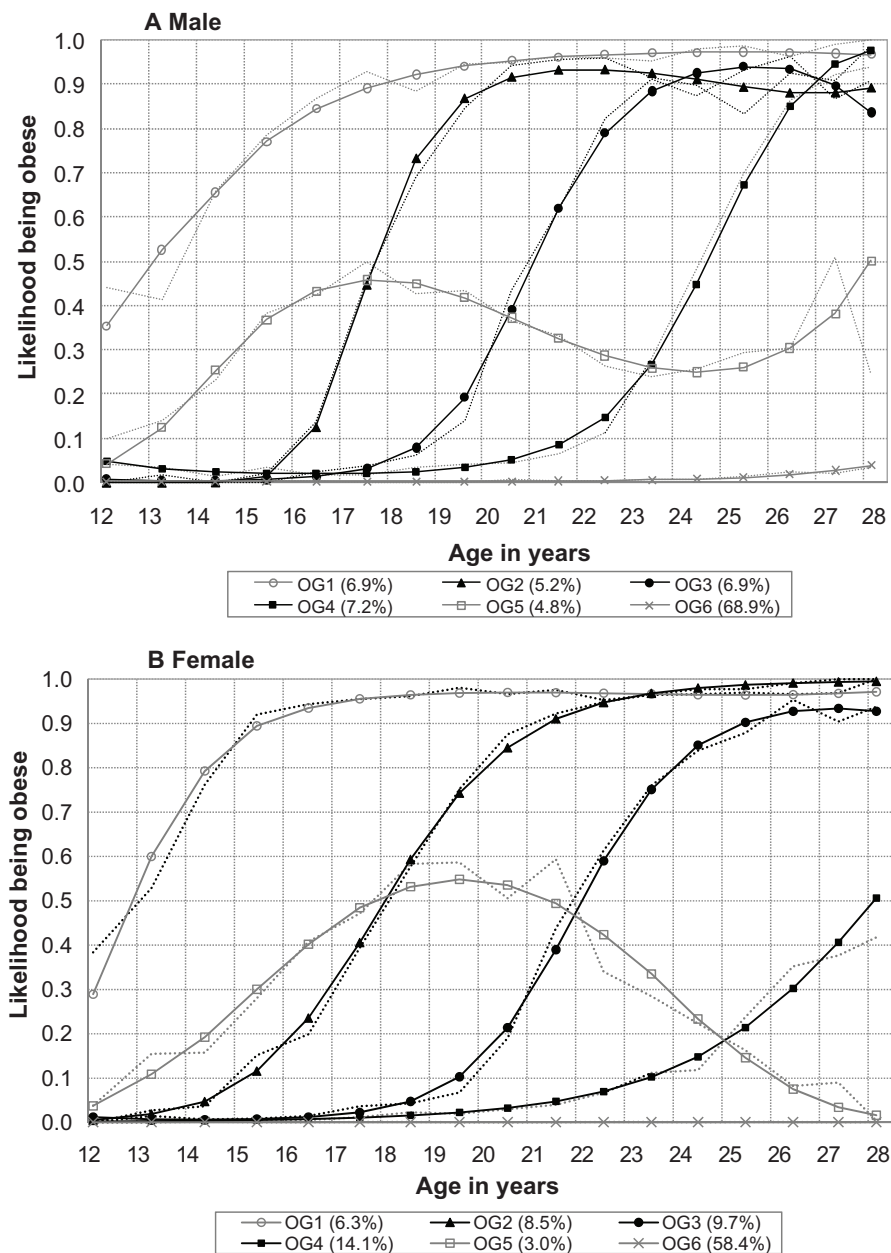 A Male
Likelihood being obese
1.0
0.9
0.8
0.7
0.6
0.5
0.4
0.3
0.2
0.1
0.0
12 13 14 15 16 17 18 19 20 21 22 23 24 25 26 27 28
Age in years
OG1 (6.9%) OG2 (5.2%) OG3 (6.9%)
OG4 (7.2%) OG5 (4.8%) OG6 (68.9%)
B Female
Likelihood being obese
1.0
0.9
0.8
0.7
0.6
0.5
0.4
0.3
0.2
0.1
0.0
12 13 14 15 16 17 18 19 20 21 22 23 24 25 26 27 28
Age in years
OG1 (6.3%) OG2 (8.5%) OG3 (9.7%)
OG4 (14.1%) OG5 (3.0%) OG6 (58.4%)